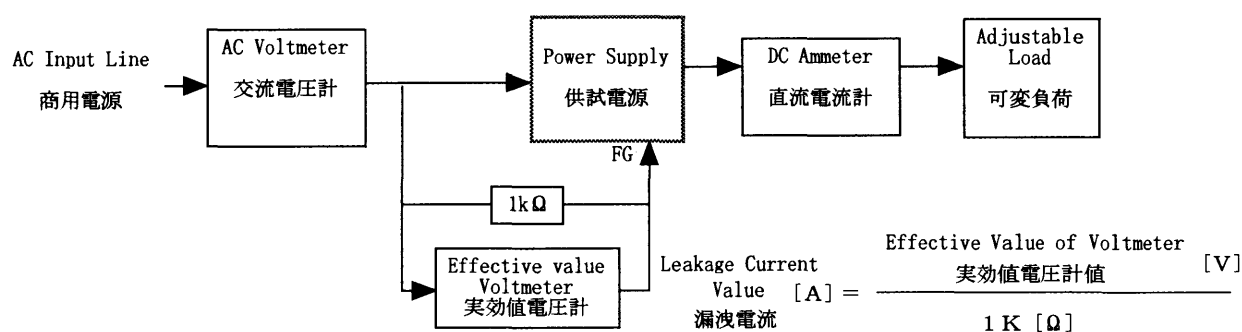 AC Input Line
商用電源
AC Voltmeter
交流電圧計
Power Supply
供試電源
DC Ammeter
直流電流計
Adjustable
Load
可変負荷
FG
1kΩ
Effective value
Voltmeter
実効値電圧計
Leakage Current
Value [A] =
漏洩電流
Effective Value of Voltmeter
実効値電圧計値 [V]
1 K [Ω]